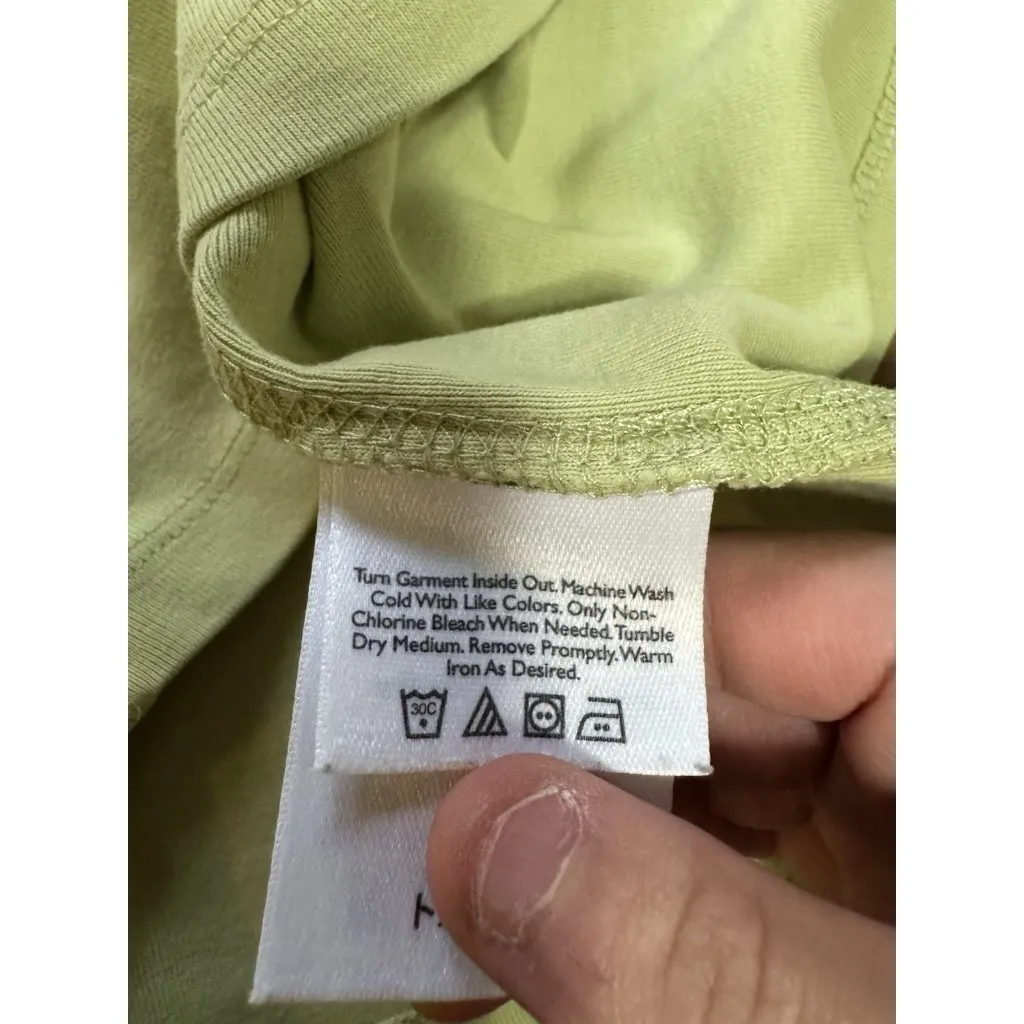 Turn Garment Inside Out. Machine Wash
Cold With Like Colors. Only Non-
Chlorine Bleach When Needed. Tumble
Dry Medium. Remove Promptly. Warm
Iron As Desired.
30C